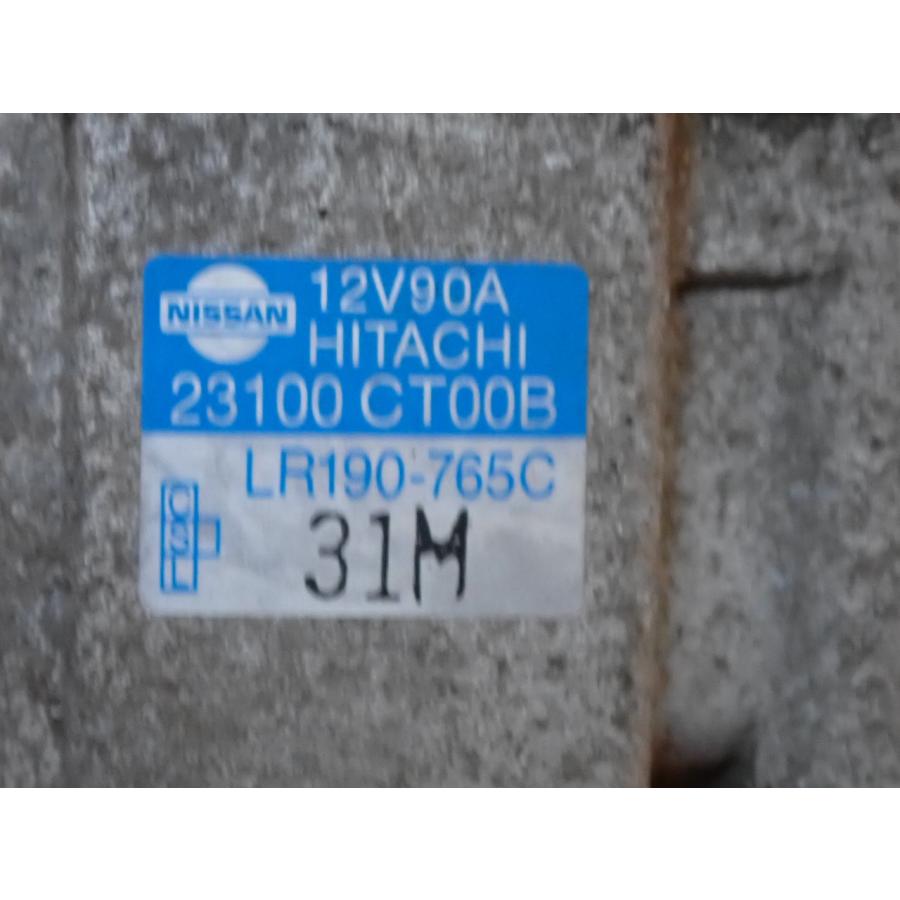 NISSAN
12V90A
HITACHI
23100 CT00B
LR190-765C
C
S
L
31M